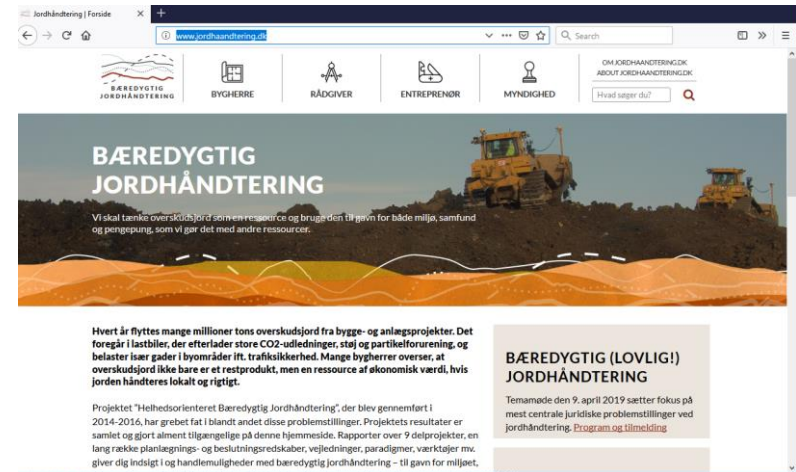 Jordhåndtering | Forside
www.jordhaandtering.dk
Search
BÆREDYGTIG
JORDHÅNDTERING
BYGHERRE
RÅDGIVER
ENTREPRENØR
MYNDIGHED
OM JORDHAANDTERING.DK
ABOUT JORDHAANDTERING.DK
Hvad søger du?
BÆREDYGTIG
JORDHÅNDTERING
Vi skal tænke overskudsjord som en ressource og bruge den til gavn for både miljø, samfund
og pengepung, som vi gør det med andre ressourcer.
Hvert år flyttes mange millioner tons overskudsjord fra bygge- og anlægsprojekter. Det
foregår i lastbiler, der efterlader store CO2-udledninger, støj og partikelforurening, og
belaster især gader i byområder ift. trafiksikkerhed. Mange bygherrer overser, at
overskudsjord ikke bare er et restprodukt, men en ressource af økonomisk værdi, hvis
jorden håndteres lokalt og rigtigt.
Projektet "Helhedsorienteret Bæredygtig Jordhåndtering", der blev gennemført i
2014-2016, har grebet fat i blandt andet disse problemstillinger. Projektets resultater er
samlet og gjort alment tilgængelige på denne hjemmeside. Rapporter over 9 delprojekter, en
lang række planlægnings- og beslutningsredskaber, vejledninger, paradigmer, værktøjer mv.
giver dig indsigt i og handlemuligheder med bæredygtig jordhåndtering – til gavn for miljøet,
BÆREDYGTIG (LOVLIG!)
JORDHÅNDTERING
Temamøde den 9. april 2019 sætter fokus på
mest centrale juridiske problemstillinger ved
jordhåndtering. Program og tilmelding